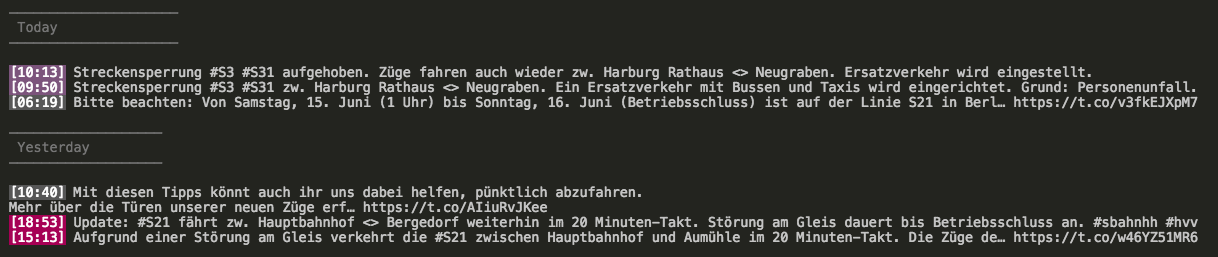 Today
[10:13] Streckensperrung #S3 #S31 aufgehoben. Züge fahren auch wieder zw. Harburg Rathaus <> Neugraben. Ersatzverkehr wird eingestellt.
[09:50] Streckensperrung #S3 #S31 zw. Harburg Rathaus <> Neugraben. Ein Ersatzverkehr mit Bussen und Taxis wird eingerichtet. Grund: Personenunfall.
[06:19] Bitte beachten: Von Samstag, 15. Juni (1 Uhr) bis Sonntag, 16. Juni (Betriebsschluss) ist auf der Linie S21 in Berl… https://t.co/v3fkEJXpM7
Yesterday
[10:40] Mit diesen Tipps könnt auch ihr uns dabei helfen, pünktlich abzufahren.
Mehr über die Türen unserer neuen Züge erf… https://t.co/AIiuRvJKee
[18:53] Update: #S21 fährt zw. Hauptbahnhof <> Bergedorf weiterhin im 20 Minuten-Takt. Störung am Gleis dauert bis Betriebsschluss an. #sbahnhh #hvv
[15:13] Aufgrund einer Störung am Gleis verkehrt die #S21 zwischen Hauptbahnhof und Aumühle im 20 Minuten-Takt. Die Züge de… https://t.co/w46YZ51MR6